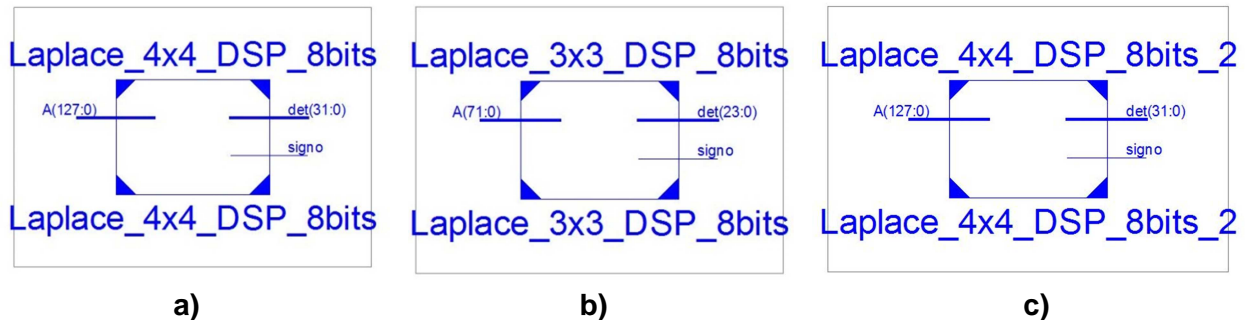 Laplace_4x4_DSP_8bits
A(127:0)
det(31:0)
signo
Laplace_4x4_DSP_8bits
a)
Laplace_3x3_DSP_8bits
A(71:0)
det(23:0)
signo
Laplace_3x3_DSP_8bits
b)
Laplace_4x4_DSP_8bits_2
A(127:0)
det(31:0)
signo
Laplace_4x4_DSP_8bits_2
c)